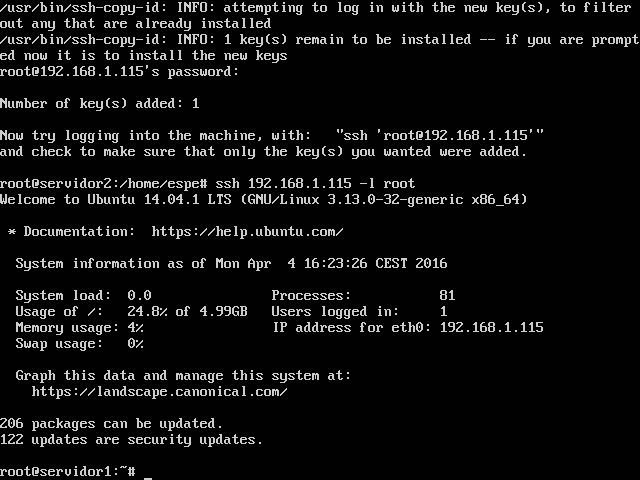 /usr/bin/ssh-copy-id: INFO: attempting to log in with the new key(s), to filter
out any that are already installed
/usr/bin/ssh-copy-id: INFO: 1 key(s) remain to be installed -- if you are prompt
ed now it is to install the new keys
root@192.168.1.115's password:
Number of key(s) added: 1
Now try logging into the machine, with:   "ssh 'root@192.168.1.115'"
and check to make sure that only the key(s) you wanted were added.
root@servidor2:/home/espe# ssh 192.168.1.115 -l root
Welcome to Ubuntu 14.04.1 LTS (GNU/Linux 3.13.0-32-generic x86_64)
* Documentation:  https://help.ubuntu.com/
System information as of Mon Apr  4 16:23:26 CEST 2016
System load:  0.0               Processes:           81
Usage of /:   24.8% of 4.99GB   Users logged in:     1
Memory usage: 4%                IP address for eth0: 192.168.1.115
Swap usage:   0%
Graph this data and manage this system at:
https://landscape.canonical.com/
206 packages can be updated.
122 updates are security updates.
root@servidor1:~# _